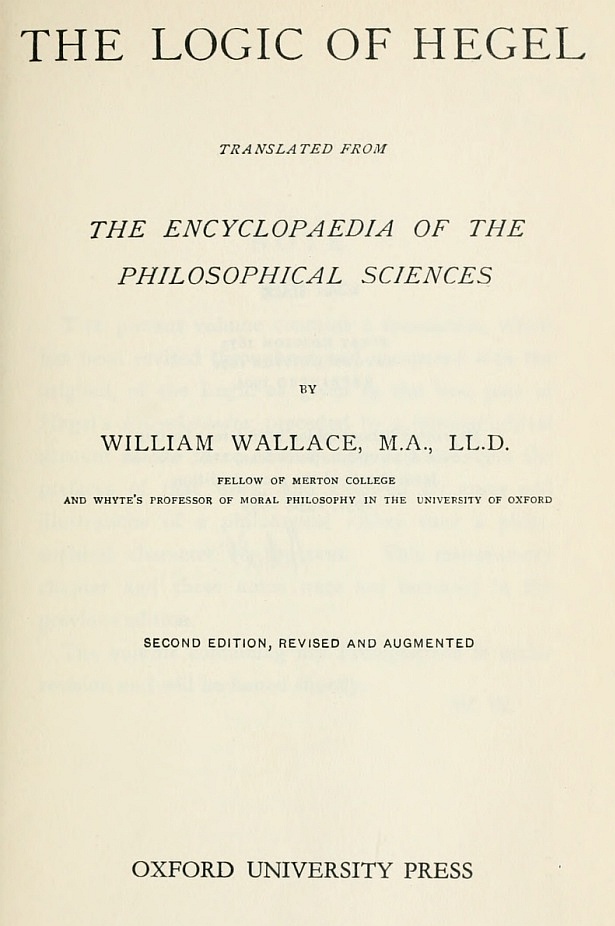 THE LOGIC OF HEGEL
TRANSLATED FROM
THE ENCYCLOPAEDIA OF THE
PHILOSOPHICAL SCIENCES
BY
WILLIAM WALLACE, M.A., LL.D.
FELLOW OF MERTON COLLEGE
AND WHYTE'S PROFESSOR OF MORAL PHILOSOPHY IN THE UNIVERSITY OF OXFORD
SECOND EDITION, REVISED AND AUGMENTED
OXFORD UNIVERSITY PRESS